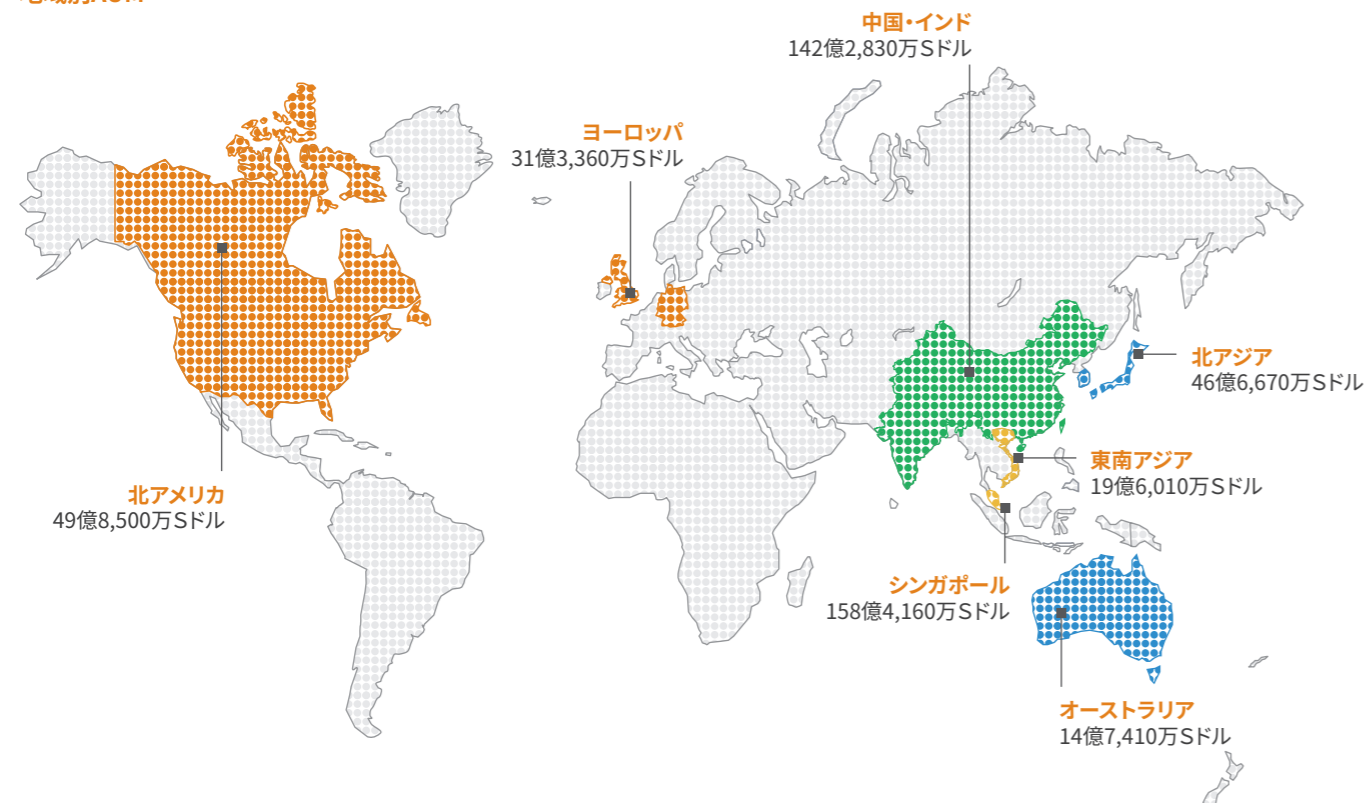 中国・インド
142億2,830万Sドル
ヨーロッパ
31億3,360万Sドル
北アジア
46億6,670万Sドル
東南アジア
19億6,010万Sドル
北アメリカ
49億8,500万Sドル
シンガポール
158億4,160万Sドル
オーストラリア
14億7,410万Sドル